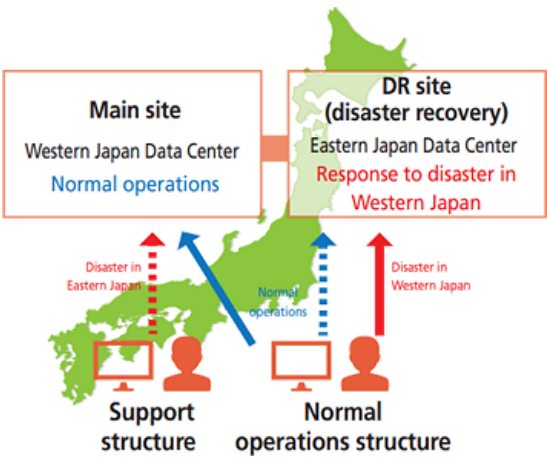 Main site
Western Japan Data Center
Normal operations
DR site
(disaster recovery)
Eastern Japan Data Center
Response to disaster in
Western Japan
Disaster in
Eastern Japan
Normal
operations
Disaster in
Western Japan
Support
structure
Normal
operations structure